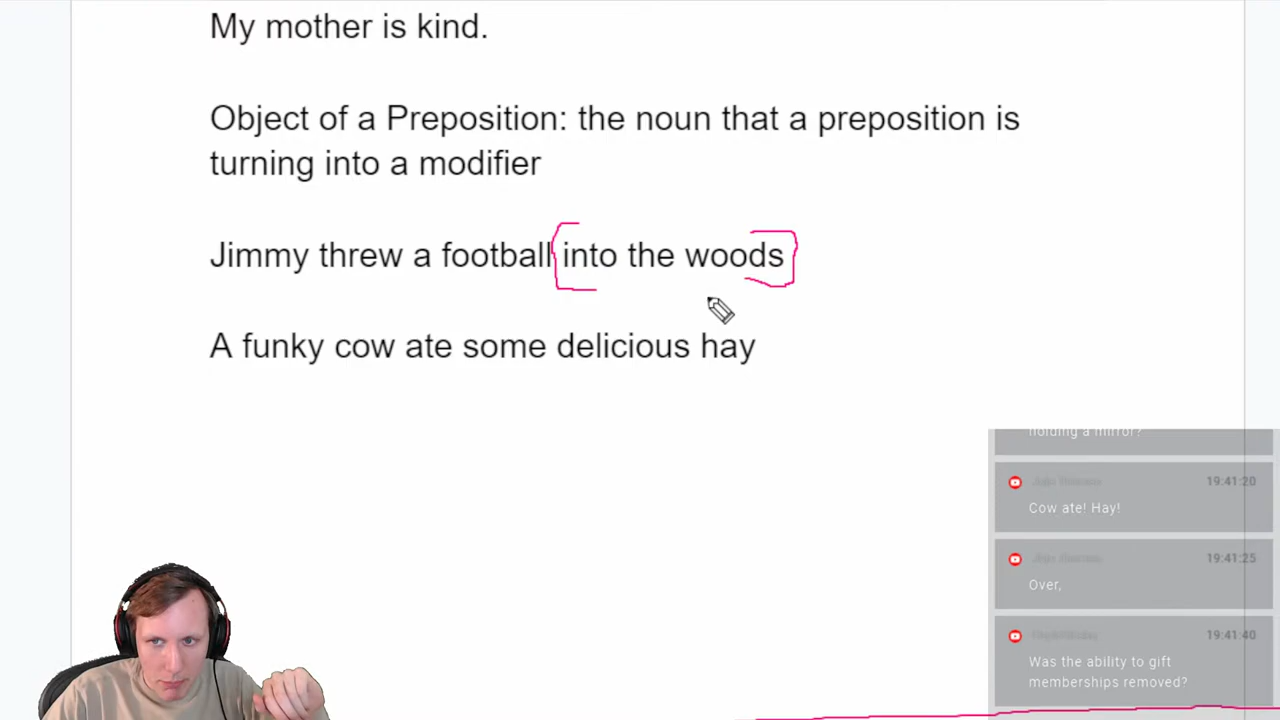 My mother is kind.
Object of a Preposition: the noun that a preposition is
turning into a modifier
Jimmy threw a football into the woods
A funky cow ate some delicious hay
holding a mirror?
19:41:20
Cow ate! Hay!
19:41:25
Over,
19:41:40
Was the ability to gift
memberships removed?